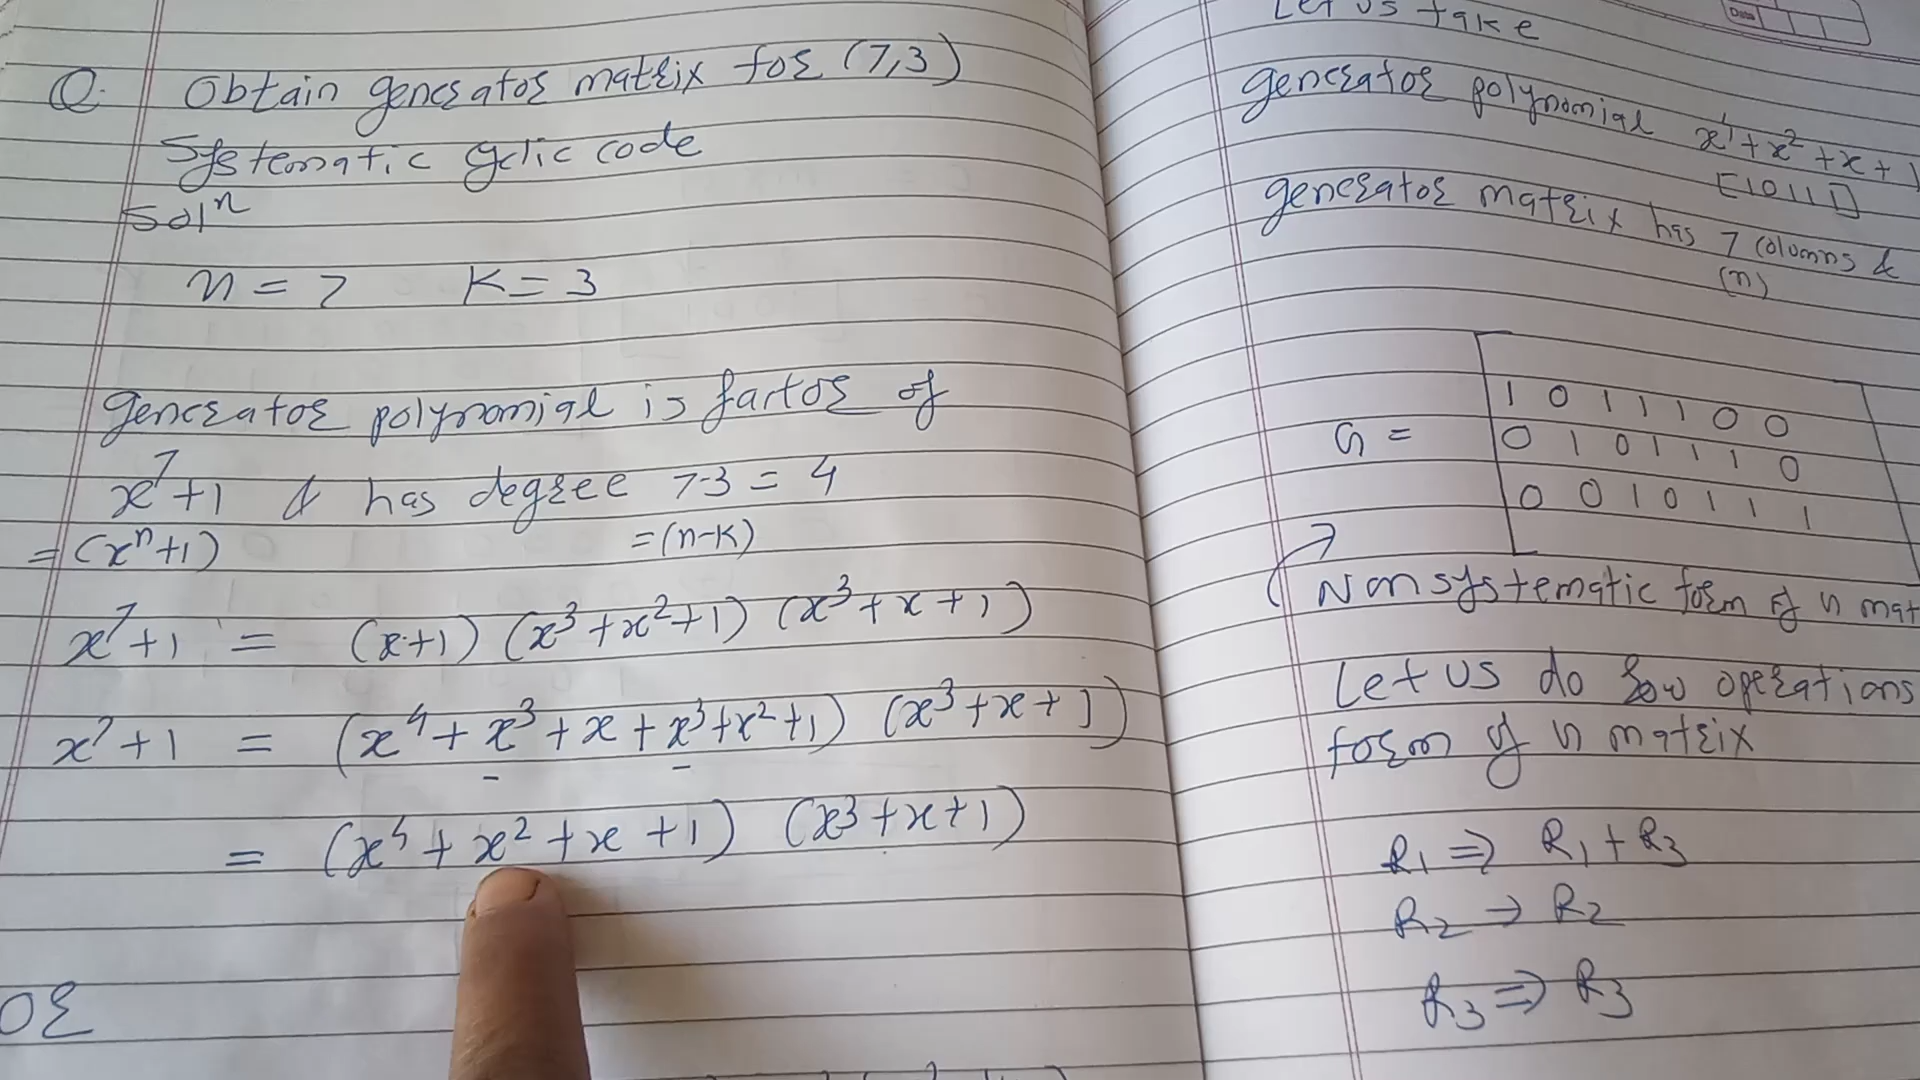 Q. Obtain generator matrix for (7,3)
Systematic cyclic code
Solⁿ
n = 7 K = 3
generator polynomial is factor of
x⁷+1 & has degree 7-3 = 4
=(xⁿ+1) =(n-K)
x⁷+1 = (x+1) (x³+x²+1) (x³+x+1)
x⁷+1 = (x⁴+x³+x+x³+x²+1) (x³+x+1)
= (x⁴+x²+x+1) (x³+x+1)
OR
Let us take
Date
generator polynomial x⁴+x²+x+1
[10111]
generator matrix has 7 columns &
(n)
G =
1 0 1 1 1 0 0
0 1 0 1 1 1 0
0 0 1 0 1 1 1
Non systematic form of G mat
Let us do row operations
form of G matrix
R₁ ⇒ R₁+R₃
R₂ → R₂
R₃ ⇒ R₃